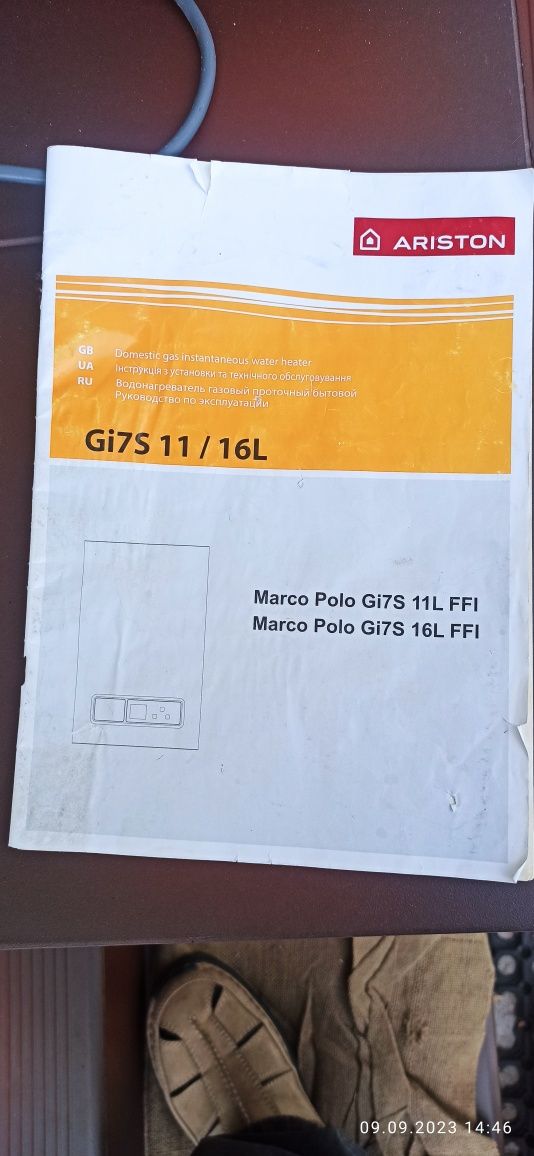 ARISTON
GB Domestic gas instantaneous water heater
UA Інструкція з установки та технічного обслуговування
RU Водонагреватель газовый проточный бытовой
Руководство по эксплуатации
Gi7S 11 / 16L
Marco Polo Gi7S 11L FFI
Marco Polo Gi7S 16L FFI
09.09.2023 14:46